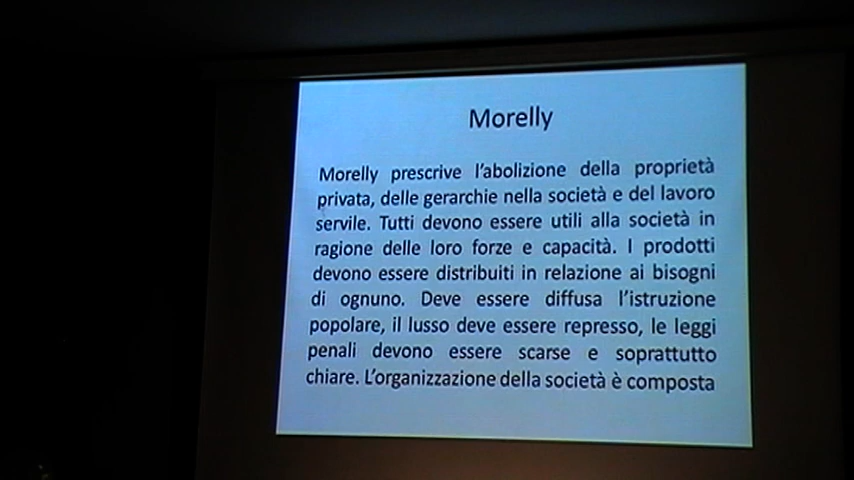 Morelly
Morelly prescrive l'abolizione della proprietà
privata, delle gerarchie nella società e del lavoro
servile. Tutti devono essere utili alla società in
ragione delle loro forze e capacità. I prodotti
devono essere distribuiti in relazione ai bisogni
di ognuno. Deve essere diffusa l'istruzione
popolare, il lusso deve essere represso, le leggi
penali devono essere scarse e soprattutto
chiare. L'organizzazione della società è composta